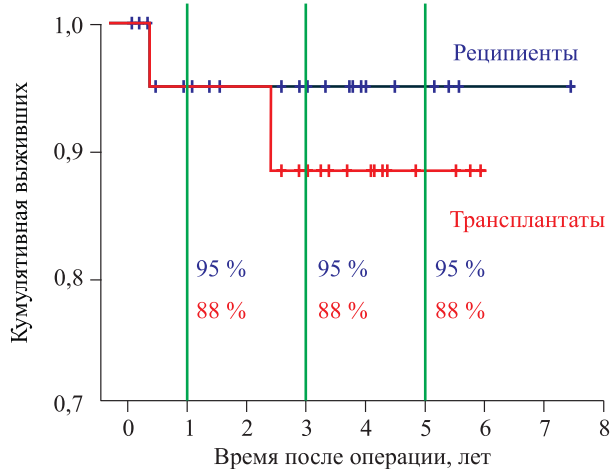 1,0
0,9
0,8
0,7
Кумулятивная выживших
Реципиенты
Трансплантаты
95 %
95 %
95 %
88 %
88 %
88 %
0 1 2 3 4 5 6 7 8
Время после операции, лет